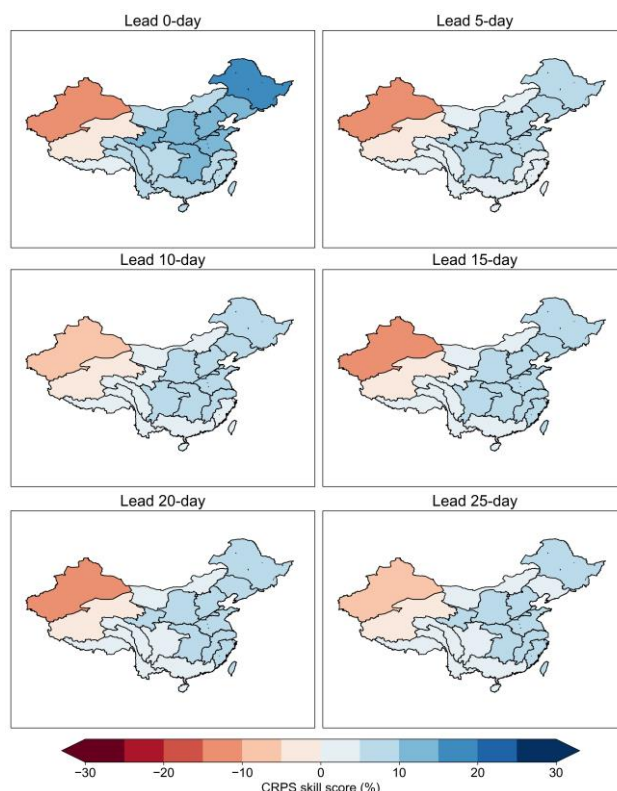 Lead 0-day
Lead 5-day
Lead 10-day
Lead 15-day
Lead 20-day
Lead 25-day
−30 −20 −10 0 10 20 30
CRPS skill score (%)